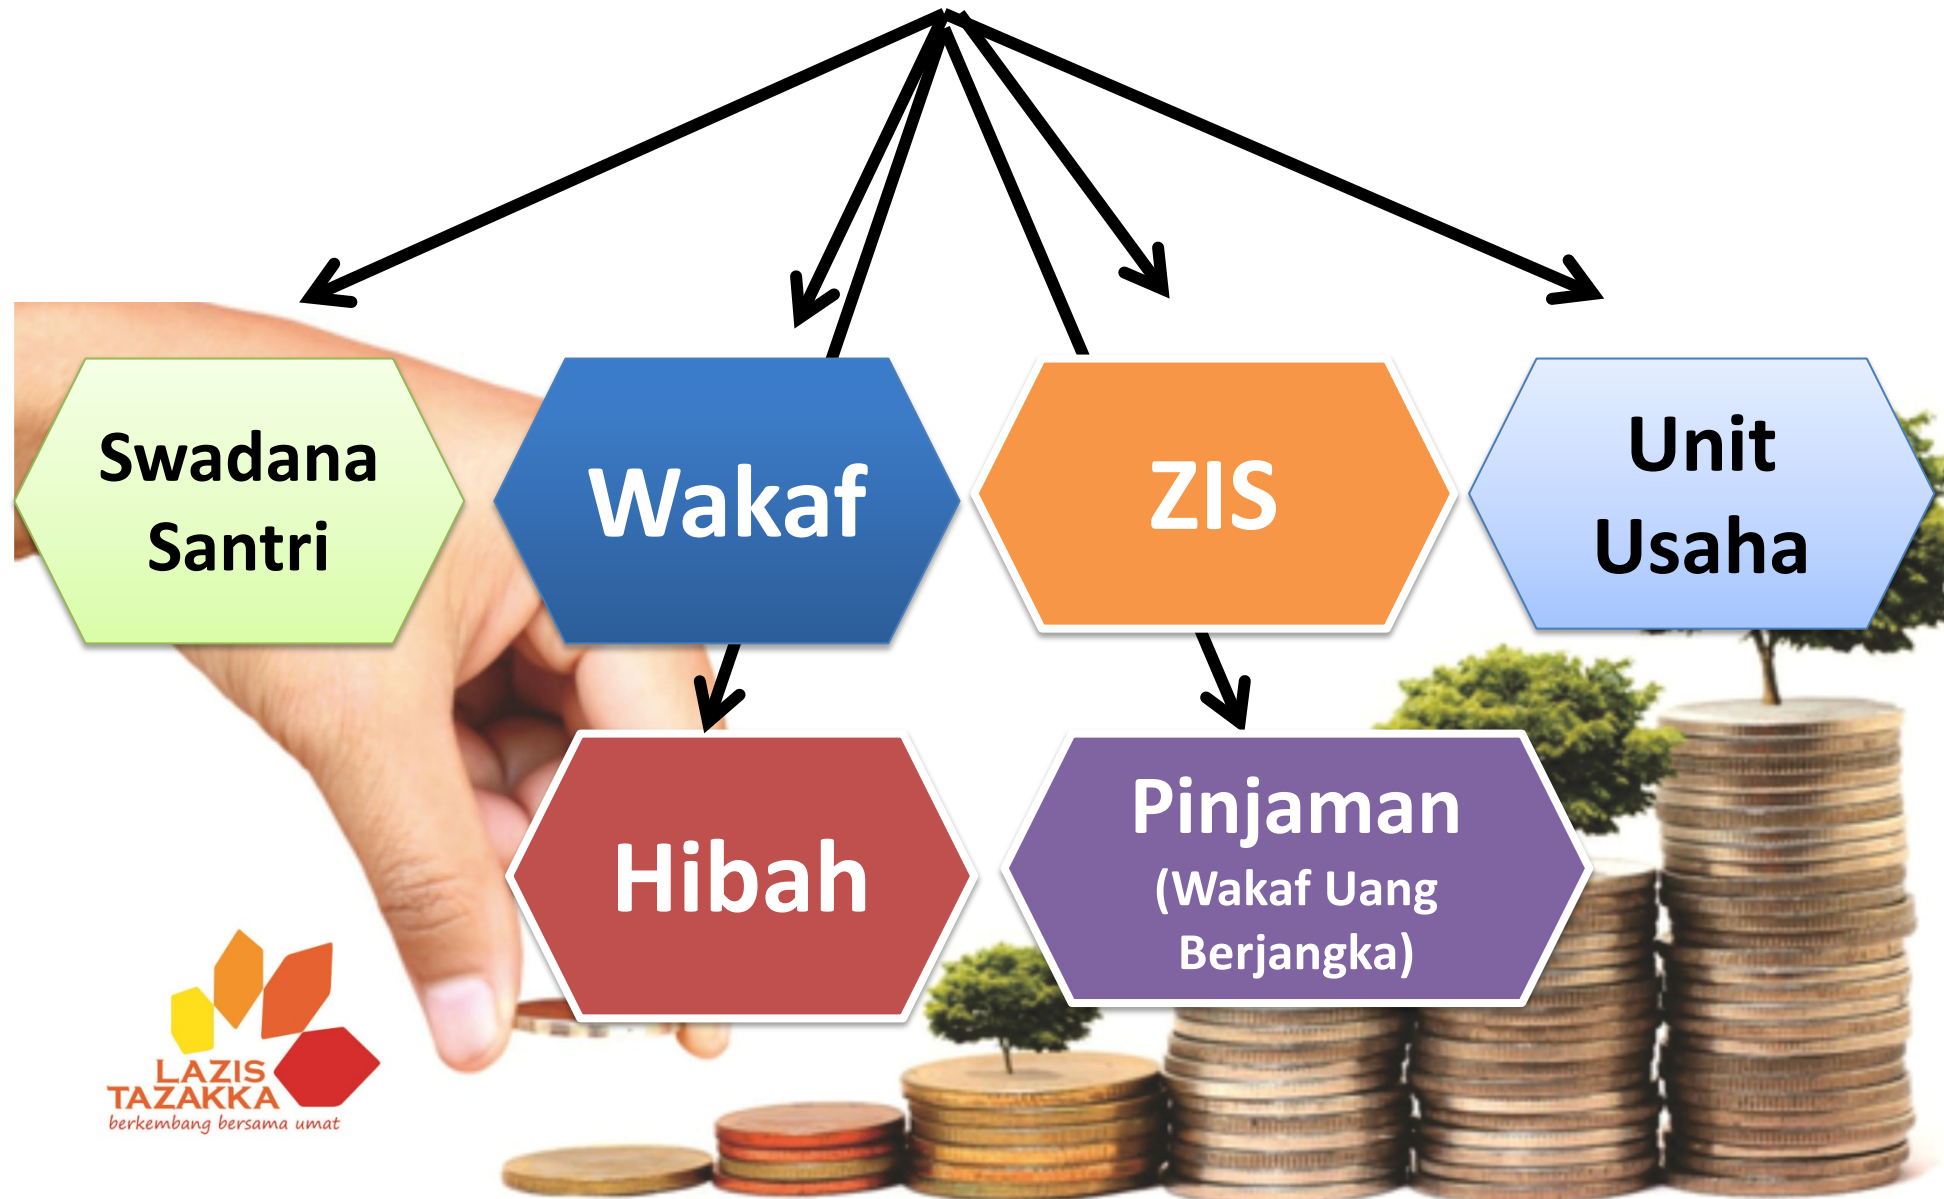 Swadana
Santri
Wakaf
ZIS
Unit
Usaha
Hibah
Pinjaman
(Wakaf Uang
Berjangka)
LAZIS
TAZAKKA
berkembang bersama umat